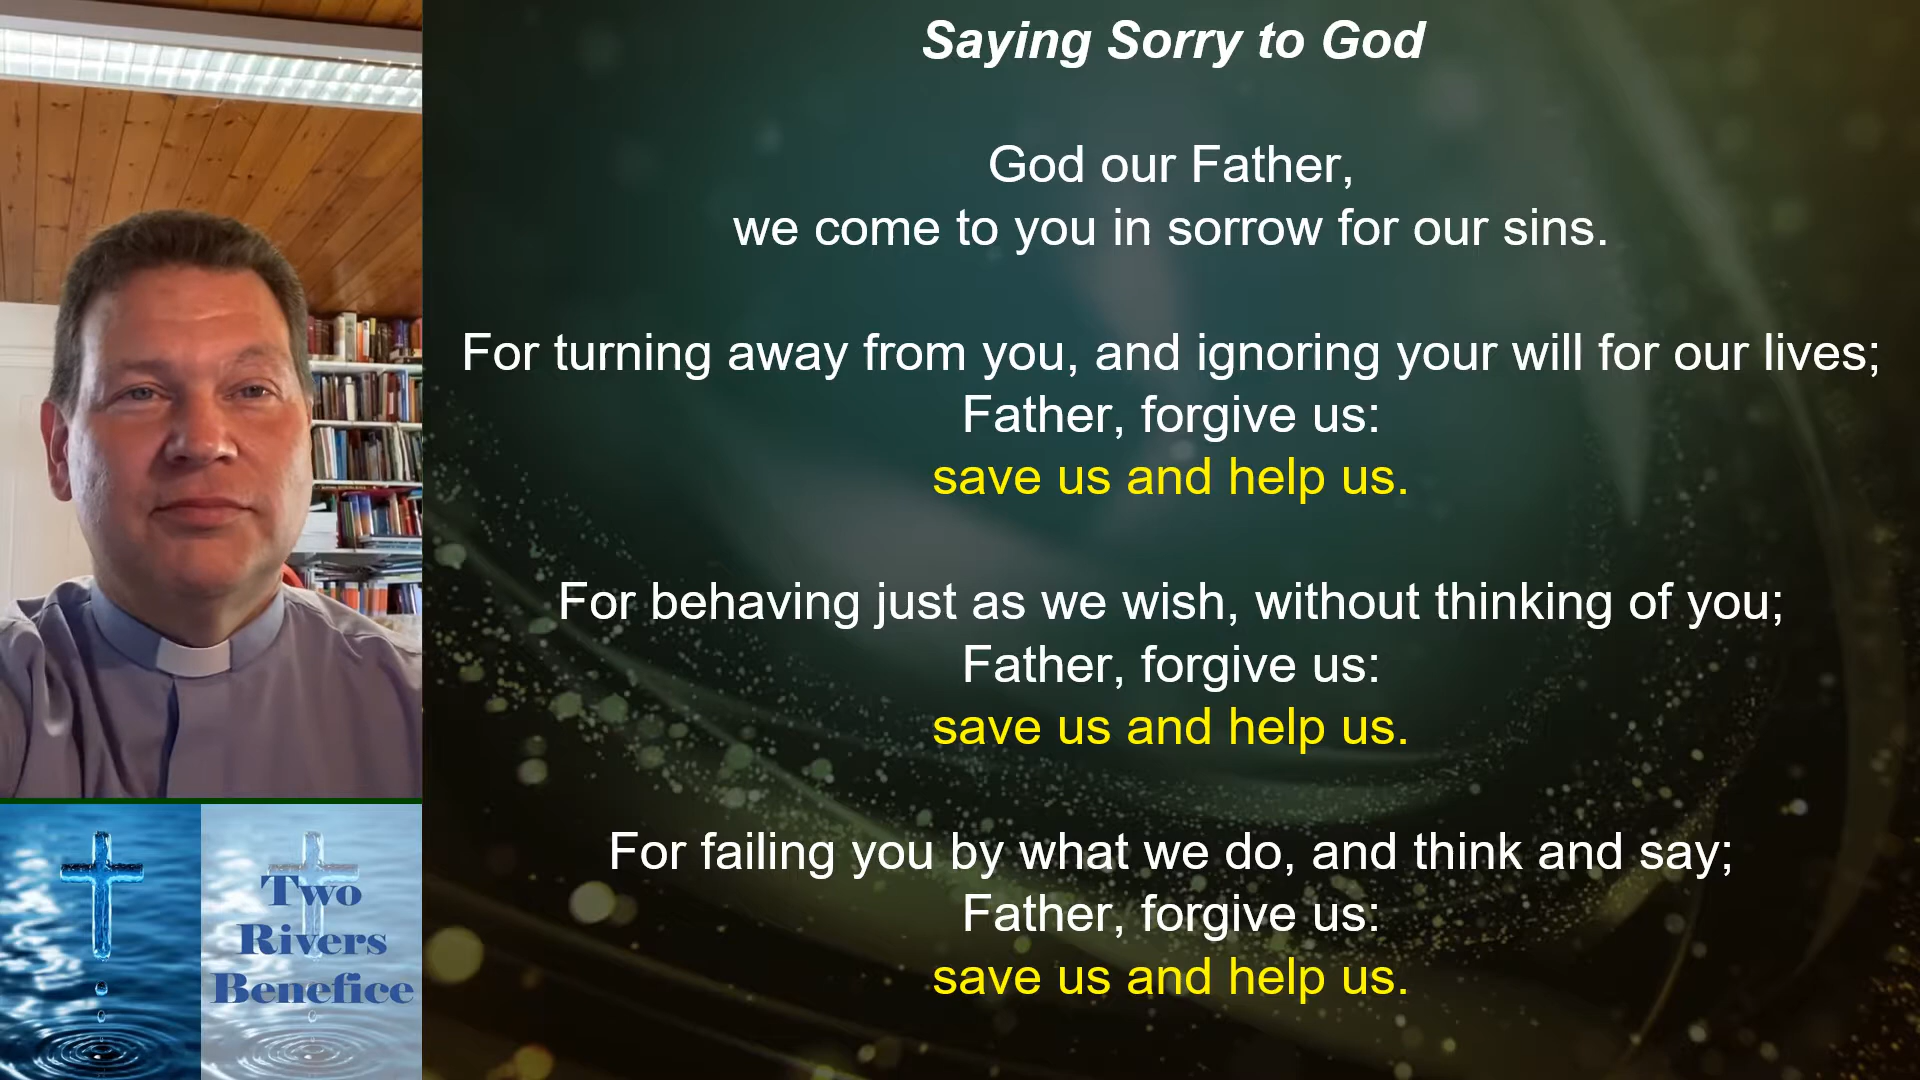 Saying Sorry to God
God our Father,
we come to you in sorrow for our sins.
For turning away from you, and ignoring your will for our lives;
Father, forgive us:
save us and help us.
For behaving just as we wish, without thinking of you;
Father, forgive us:
save us and help us.
For failing you by what we do, and think and say;
Father, forgive us:
save us and help us.
Two
Rivers
Benefice